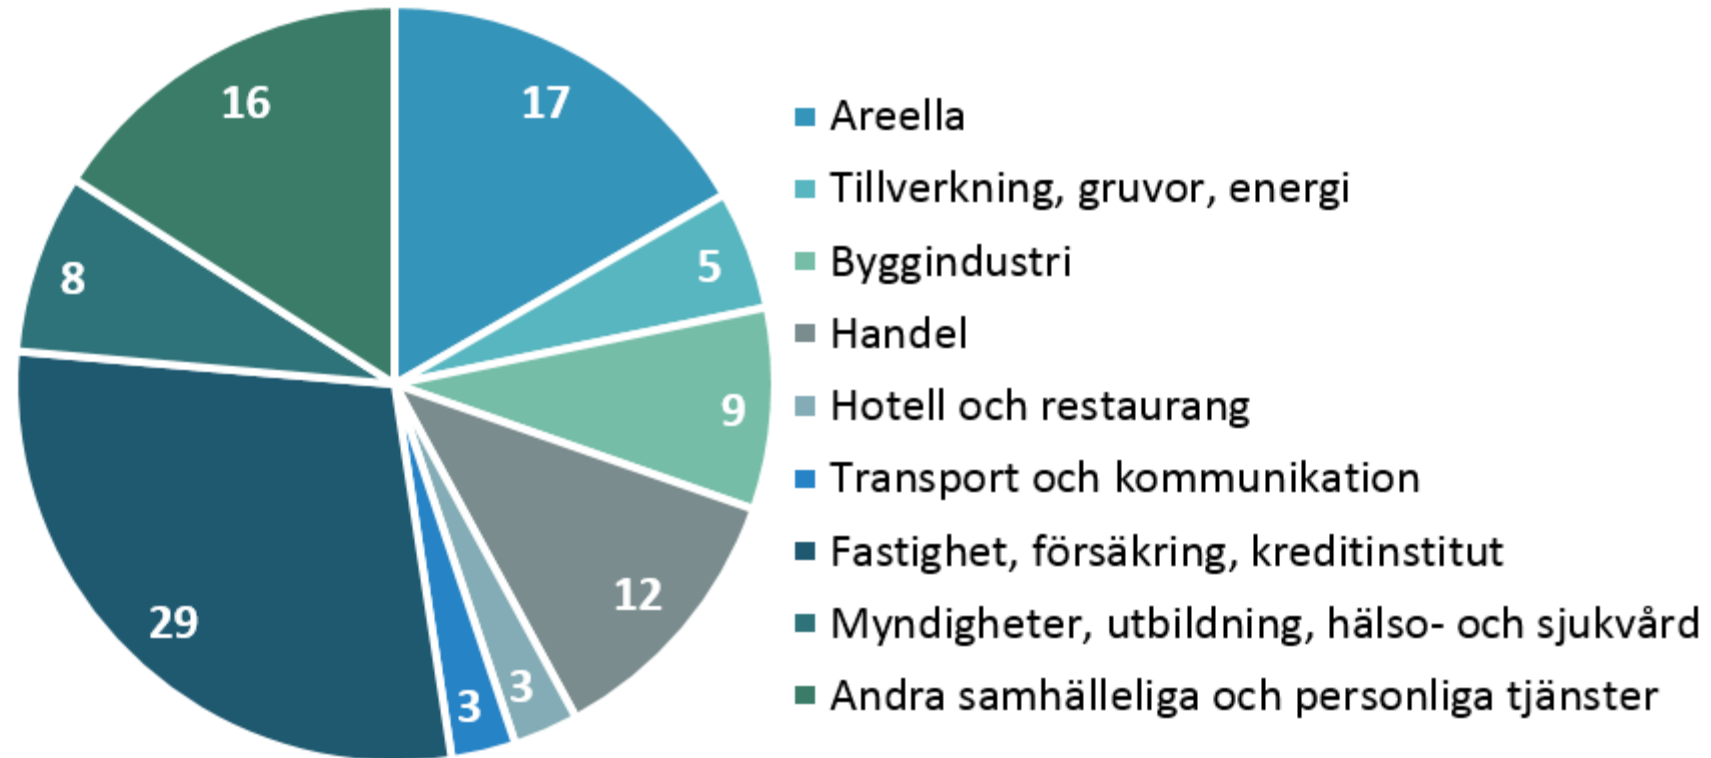 16
17
5
8
9
12
29
3
3
Areella
Tillverkning, gruvor, energi
Byggindustri
Handel
Hotell och restaurang
Transport och kommunikation
Fastighet, försäkring, kreditinstitut
Myndigheter, utbildning, hälso- och sjukvård
Andra samhälleliga och personliga tjänster